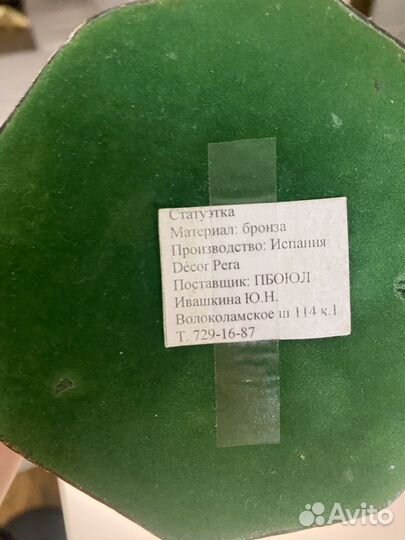 Статуэтка
Материал: бронза
Производство: Испания
Décor Pera
Поставщик: ПБОЮЛ
Ивашкина Ю.Н.
Волоколамское ш 114 к.1
Т. 729-16-87
Avito